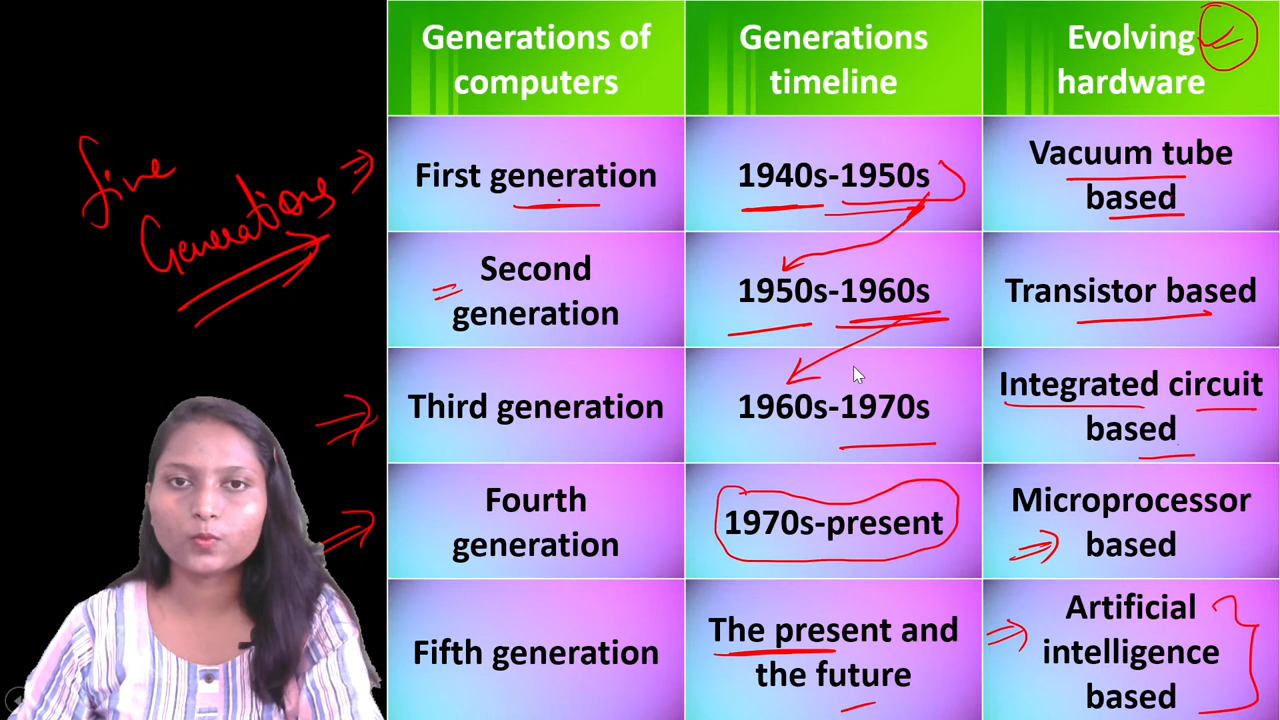 Five
Generations
Generations of
computers
Generations
timeline
Evolving
hardware
First generation
1940s-1950s
Vacuum tube
based
Second
generation
1950s-1960s
Transistor based
Third generation
1960s-1970s
Integrated circuit
based
Fourth
generation
1970s-present
Microprocessor
based
Fifth generation
The present and
the future
Artificial
intelligence
based